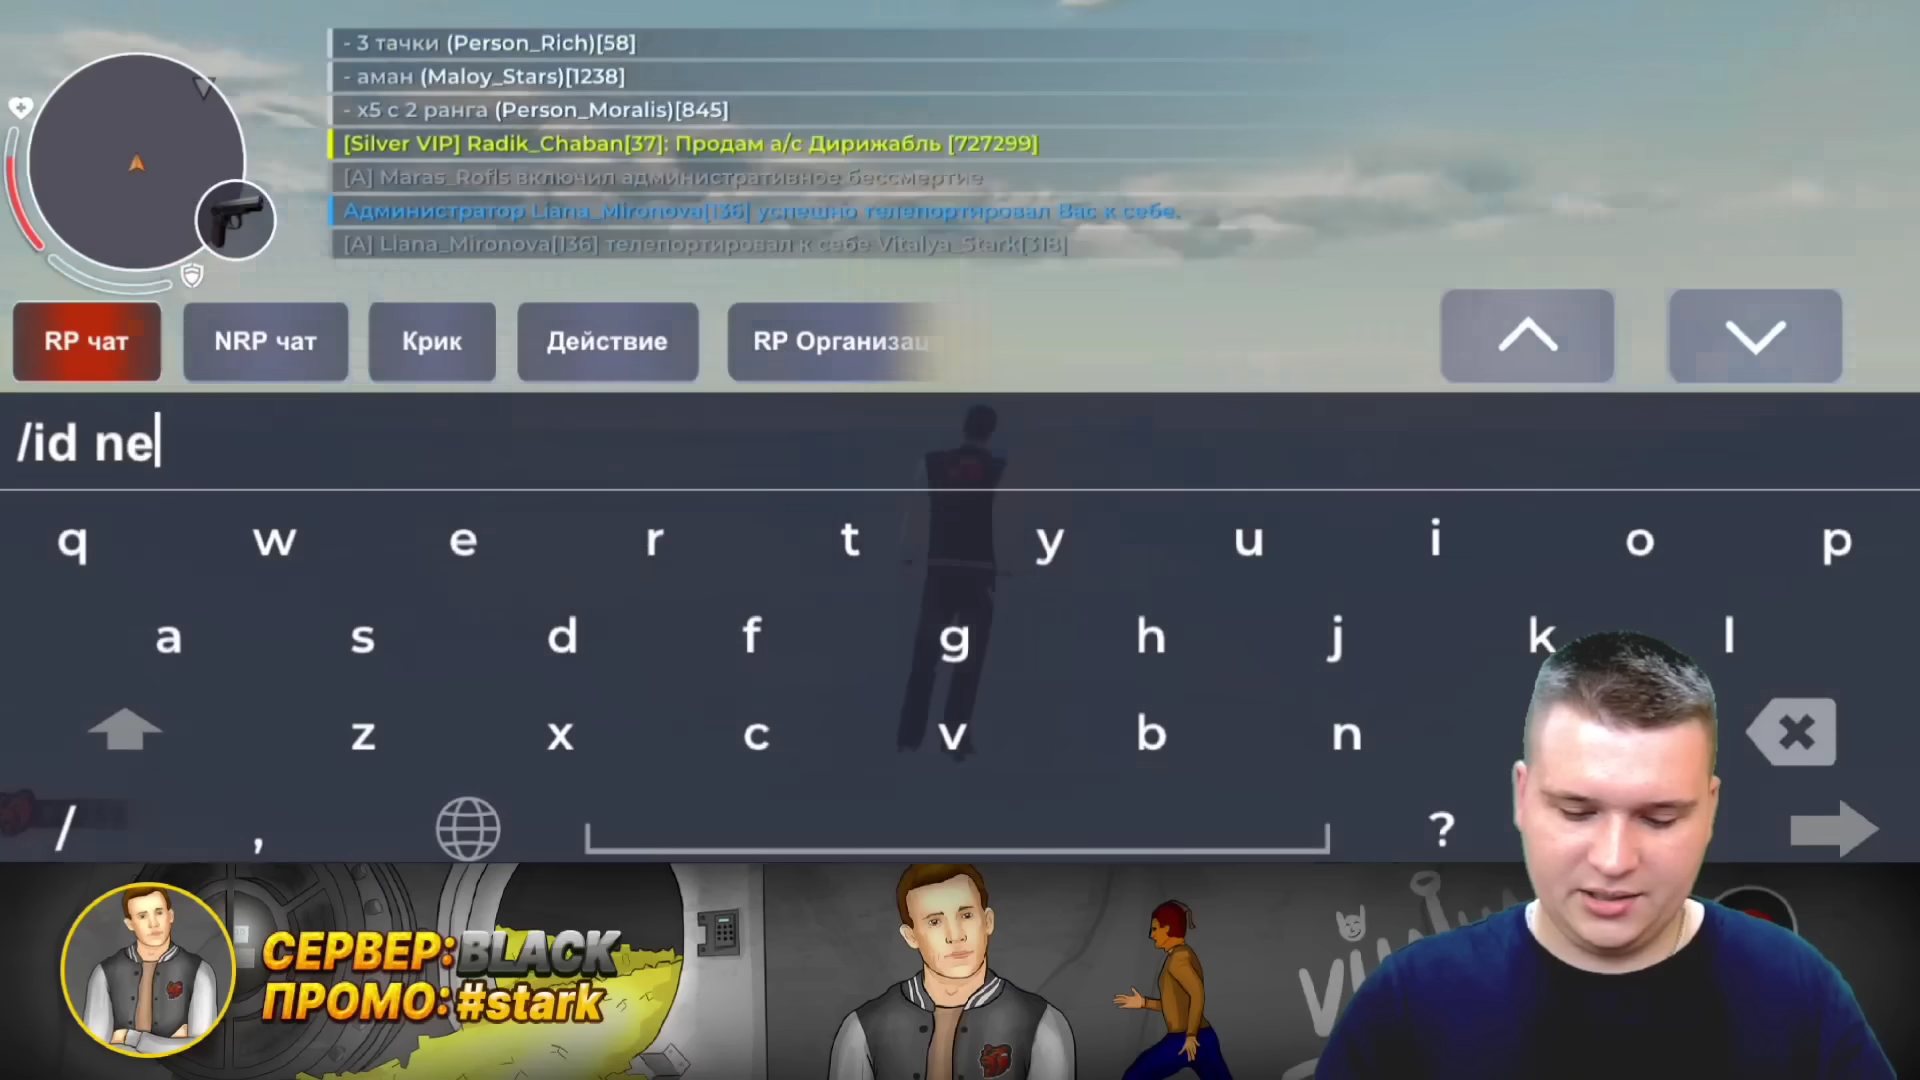 - 3 тачки (Person_Rich)[58]
- аман (Maloy_Stars)[1238]
- x5 с 2 ранга (Person_Moralis)[845]
[Silver VIP] Radik_Chaban[37]: Продам а/с Дирижабль [727299]
[A] Maras_Rofls включил административное бессмертие
Администратор Liana_Mironova[136] успешно телепортировал Вас к себе.
[A] Liana_Mironova[136] телепортировал к себе Vitalya_Stark[318]
RP чат NRP чат Крик Действие RP Организац
/id ne
q w e r t y u i o p
a s d f g h j k l
z x c v b n
/ , ?
СЕРВЕР: BLACK
ПРОМО: #stark